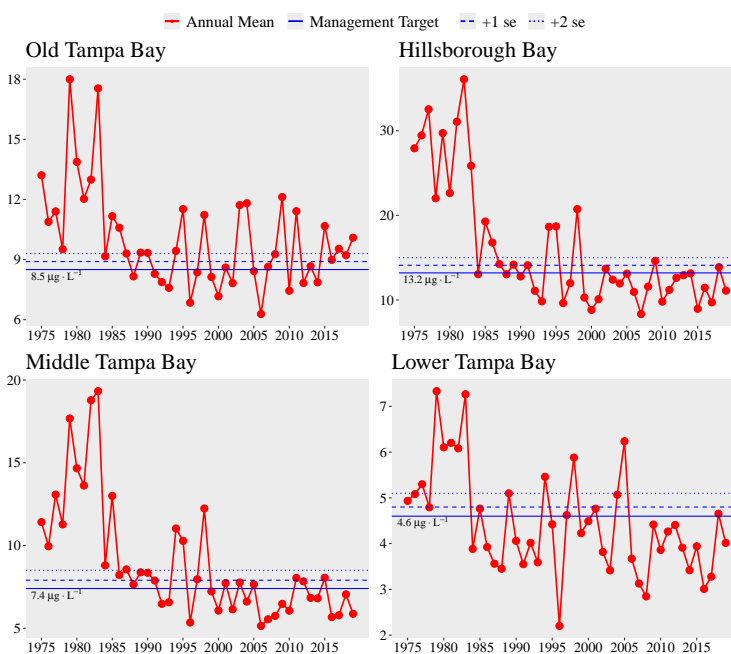 Annual Mean Management Target +1 se +2 se
Old Tampa Bay
18
15
12
9
6
8.5 μg · L⁻¹
1975 1980 1985 1990 1995 2000 2005 2010 2015
Hillsborough Bay
30
20
10
13.2 μg · L⁻¹
1975 1980 1985 1990 1995 2000 2005 2010 2015
Middle Tampa Bay
20
15
10
5
7.4 μg · L⁻¹
1975 1980 1985 1990 1995 2000 2005 2010 2015
Lower Tampa Bay
7
6
5
4
3
2
4.6 μg · L⁻¹
1975 1980 1985 1990 1995 2000 2005 2010 2015